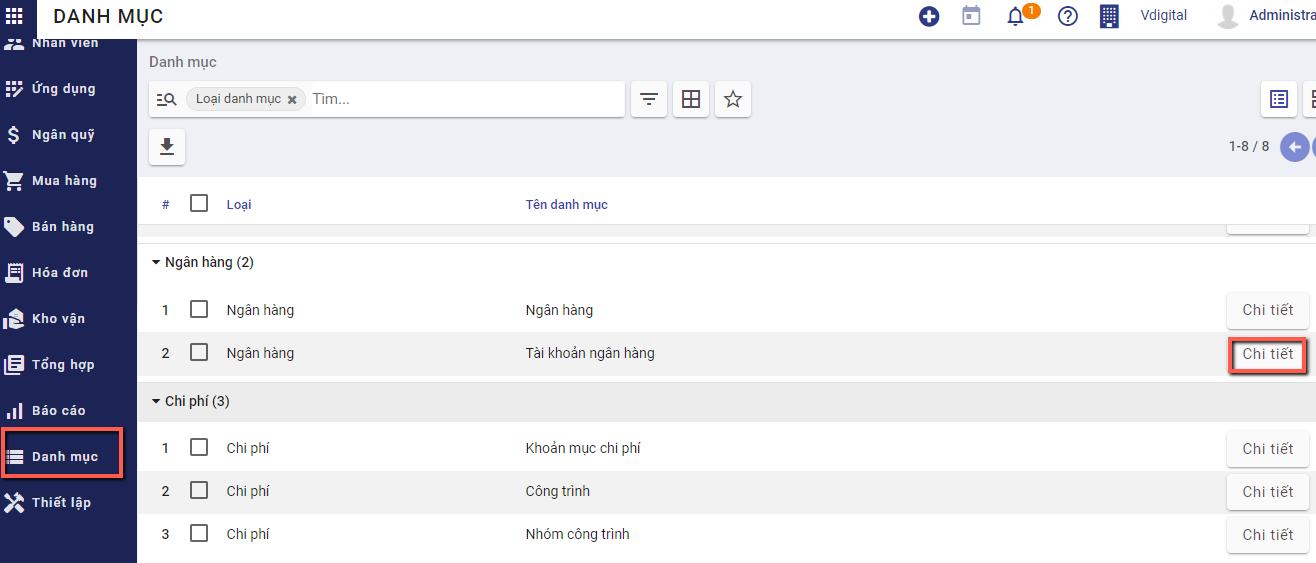 DANH MỤC
1
Vdigital
Administra
Nhân viên
Ứng dụng
Ngân quỹ
Mua hàng
Bán hàng
Hóa đơn
Kho vận
Tổng hợp
Báo cáo
Danh mục
Thiết lập
Danh mục
Loại danh mục × Tìm...
1-8 / 8
# Loại Tên danh mục
Ngân hàng (2)
1 Ngân hàng Ngân hàng Chi tiết
2 Ngân hàng Tài khoản ngân hàng Chi tiết
Chi phí (3)
1 Chi phí Khoản mục chi phí Chi tiết
2 Chi phí Công trình Chi tiết
3 Chi phí Nhóm công trình Chi tiết